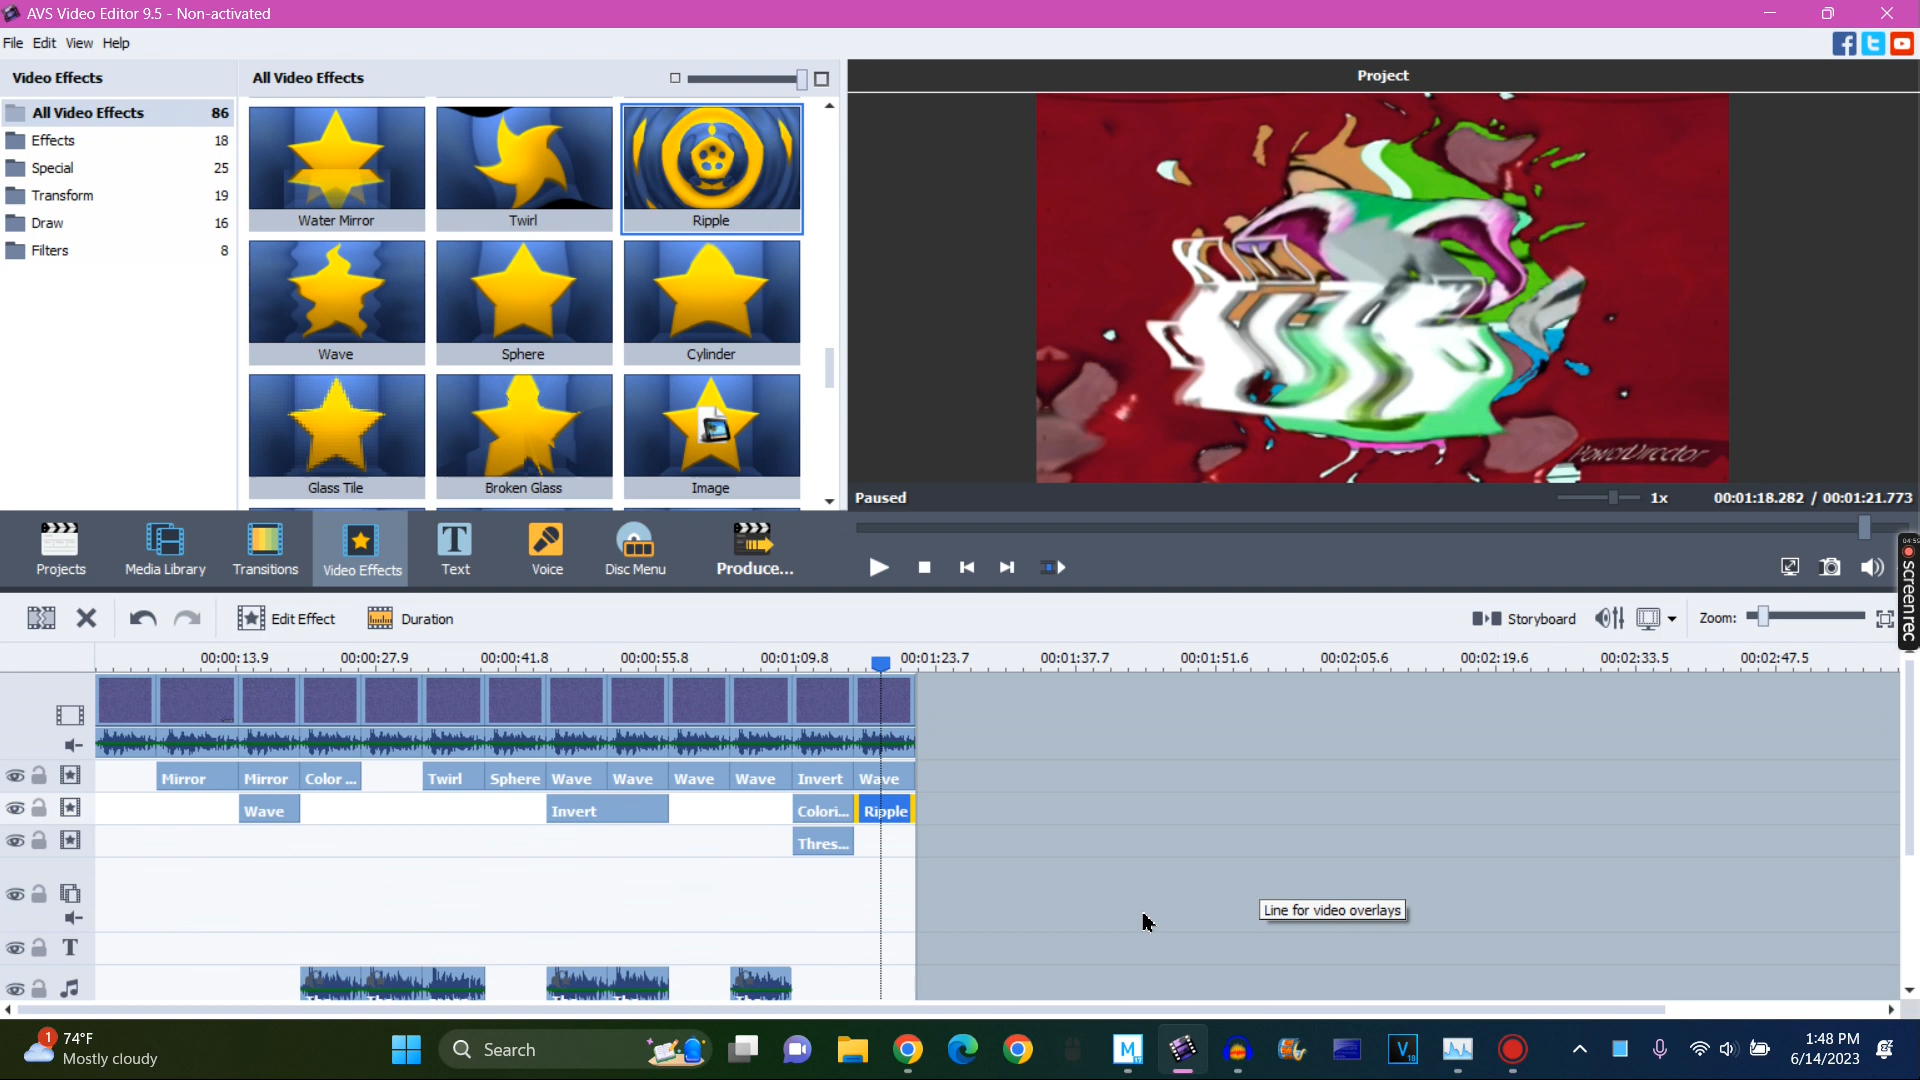 AVS Video Editor 9.5 - Non-activated
File Edit View Help
Video Effects
All Video Effects
Project
All Video Effects 86
Effects 18
Special 25
Transform 19
Draw 16
Filters 8
Water Mirror
Twirl
Ripple
Wave
Sphere
Cylinder
Glass Tile
Broken Glass
Image
PowerDirector
Paused
1x
00:01:18.282 / 00:01:21.773
Projects
Media Library
Transitions
Video Effects
Text
Voice
Disc Menu
Produce...
screenrec
Edit Effect
Duration
Storyboard
Zoom:
00:00:13.9 00:00:27.9 00:00:41.8 00:00:55.8 00:01:09.8 00:01:23.7 00:01:37.7 00:01:51.6 00:02:05.6 00:02:19.6 00:02:33.5 00:02:47.5
Mirror Mirror Color ... Twirl Sphere Wave Wave Wave Wave Invert Wave
Wave Invert Colori... Ripple
Thres...
Line for video overlays
T
1
74°F
Mostly cloudy
Search
1:48 PM
6/14/2023